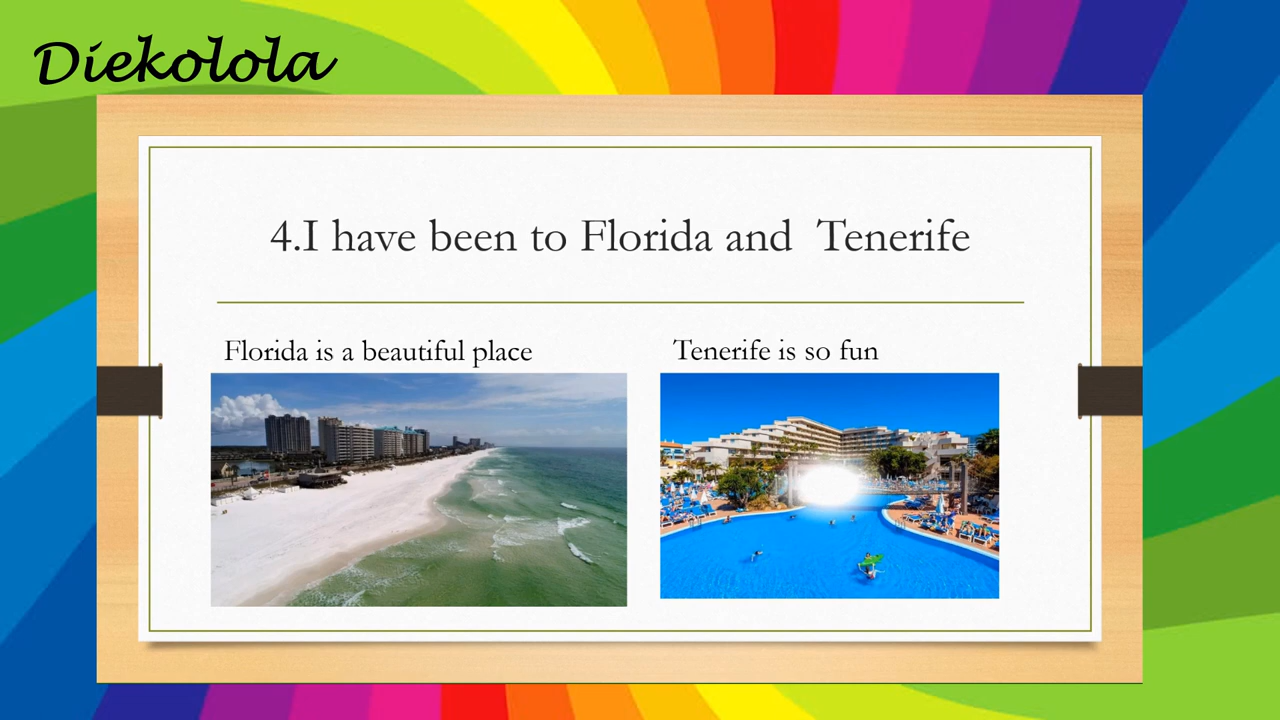 Diekolola
4.I have been to Florida and  Tenerife
Florida is a beautiful place
Tenerife is so fun